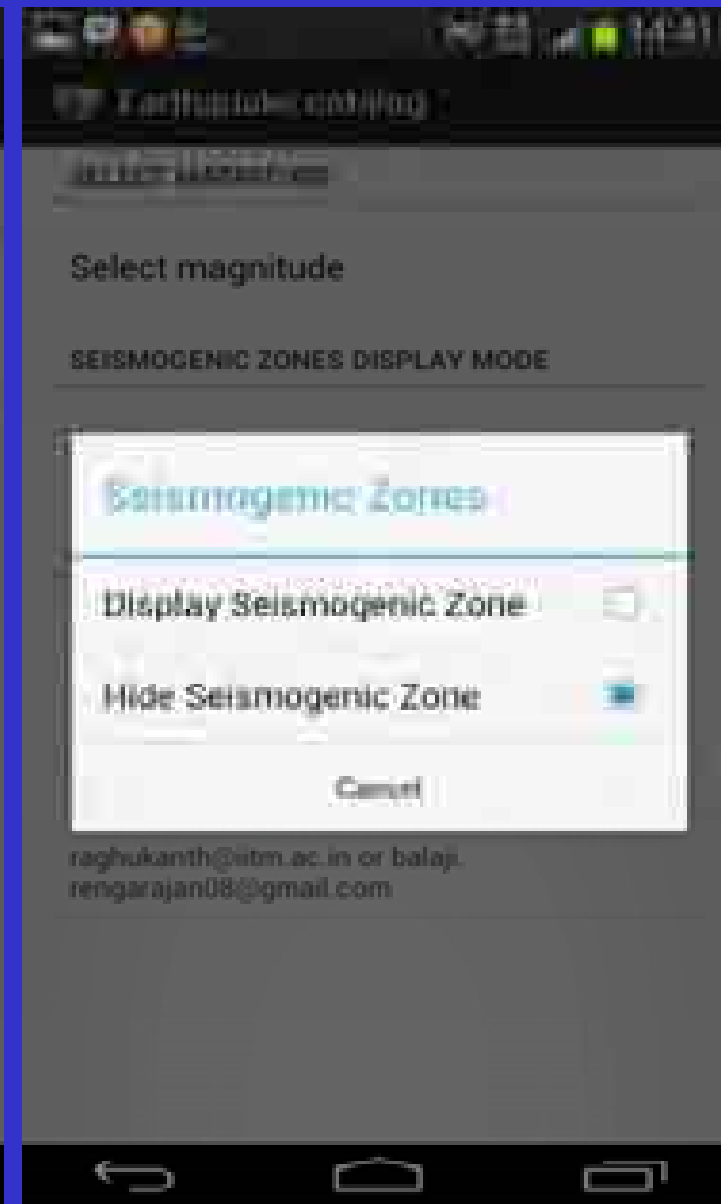 Select magnitude
SEISMOGENIC ZONES DISPLAY MODE
Seismogenic Zones
Display Seismogenic Zone
Hide Seismogenic Zone
Cancel
raghukanth@iitm.ac.in or balaji.
rengarajan08@gmail.com